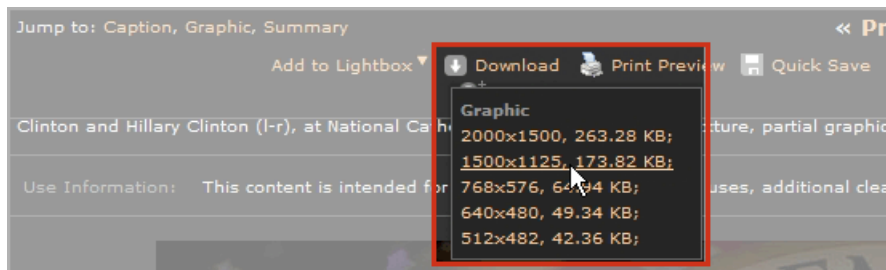 Jump to: Caption, Graphic, Summary « Pr
Add to Lightbox Download Print Preview Quick Save
Graphic
Clinton and Hillary Clinton (l-r), at National Ca ture, partial graphic
2000x1500, 263.28 KB;
1500x1125, 173.82 KB;
Use Information: This content is intended for uses, additional clea
768x576, 64.94 KB;
640x480, 49.34 KB;
512x482, 42.36 KB;